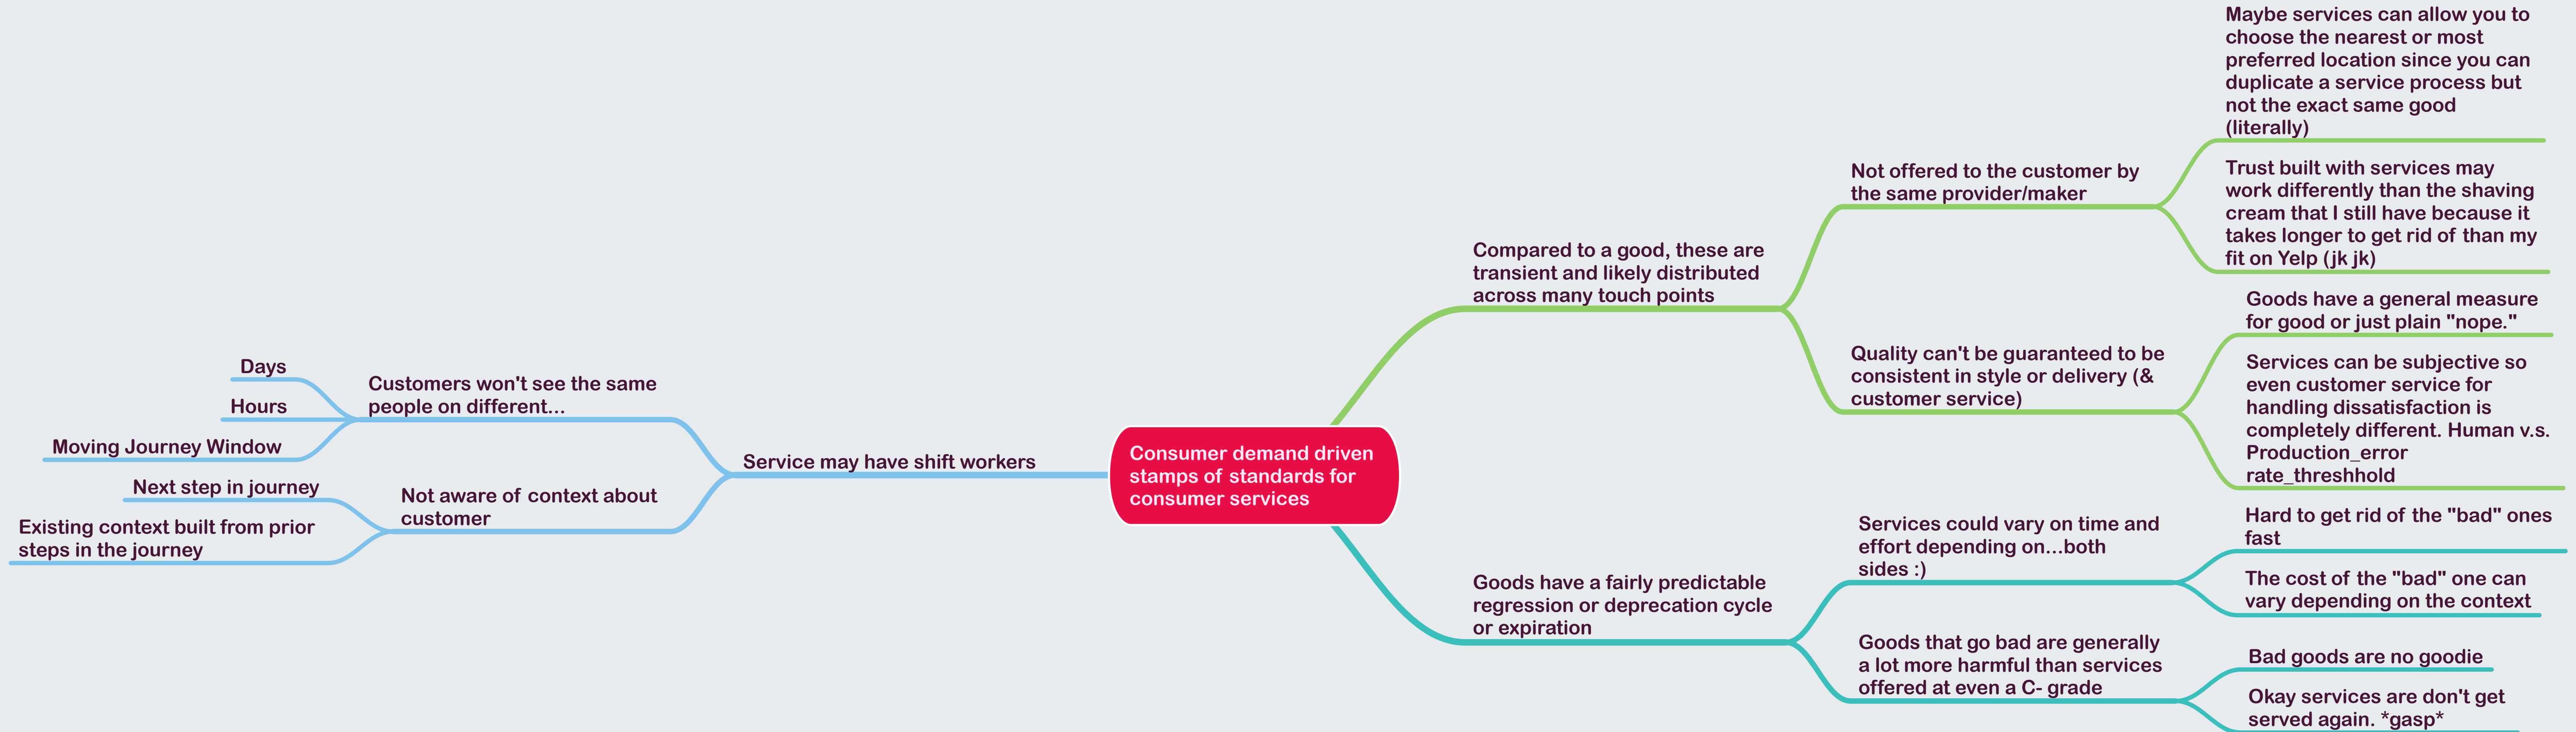 Maybe services can allow you to
choose the nearest or most
preferred location since you can
duplicate a service process but
not the exact same good
(literally)
Not offered to the customer by
the same provider/maker
Trust built with services may
work differently than the shaving
cream that I still have because it
takes longer to get rid of than my
fit on Yelp (jk jk)
Compared to a good, these are
transient and likely distributed
across many touch points
Goods have a general measure
for good or just plain "nope."
Quality can't be guaranteed to be
consistent in style or delivery (&
customer service)
Services can be subjective so
even customer service for
handling dissatisfaction is
completely different. Human v.s.
Production_error
rate_threshhold
Days
Hours
Moving Journey Window
Customers won't see the same
people on different...
Next step in journey
Existing context built from prior
steps in the journey
Not aware of context about
customer
Service may have shift workers
Consumer demand driven
stamps of standards for
consumer services
Services could vary on time and
effort depending on...both
sides :)
Hard to get rid of the "bad" ones
fast
The cost of the "bad" one can
vary depending on the context
Goods have a fairly predictable
regression or deprecation cycle
or expiration
Goods that go bad are generally
a lot more harmful than services
offered at even a C- grade
Bad goods are no goodie
Okay services are don't get
served again. *gasp*